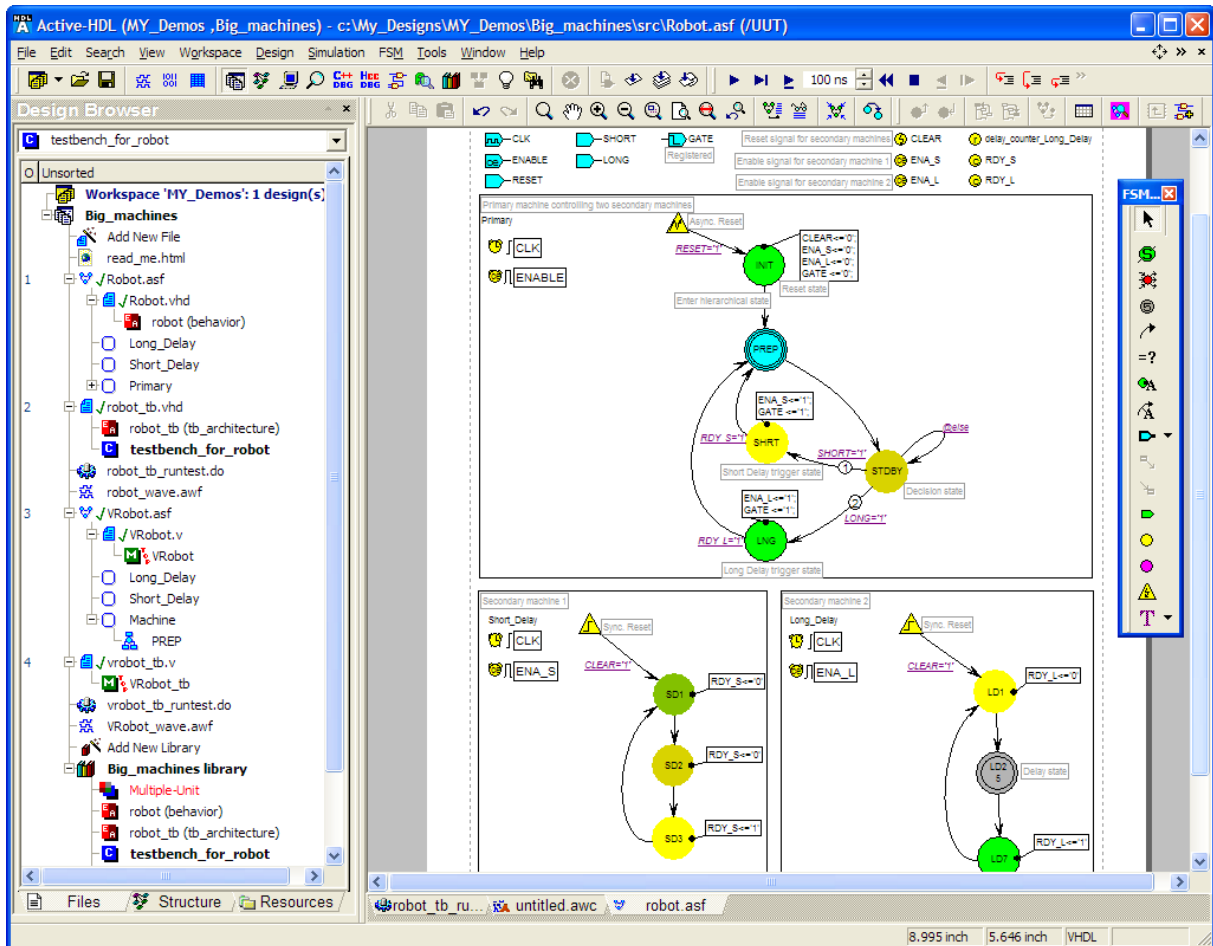 Active-HDL (MY_Demos ,Big_machines) - c:\My_Designs\MY_Demos\Big_machines\src\Robot.asf (/UUT)
File Edit Search View Workspace Design Simulation FSM Tools Window Help
C++ DBG HCC DBG 100 ns
Design Browser
testbench_for_robot
O Unsorted
Workspace 'MY_Demos': 1 design(s)
Big_machines
Add New File
read_me.html
1 Robot.asf
Robot.vhd
robot (behavior)
Long_Delay
Short_Delay
Primary
2 robot_tb.vhd
robot_tb (tb_architecture)
testbench_for_robot
robot_tb_runtest.do
robot_wave.awf
3 VRobot.asf
VRobot.v
VRobot
Long_Delay
Short_Delay
Machine
PREP
4 vrobot_tb.v
VRobot_tb
vrobot_tb_runtest.do
VRobot_wave.awf
Add New Library
Big_machines library
Multiple-Unit
robot (behavior)
robot_tb (tb_architecture)
testbench_for_robot
Files Structure Resources
CLK SHORT GATE Reset signal for secondary machines CLEAR delay_counter_Long_Delay
ENABLE LONG Registered Enable signal for secondary machine 1 ENA_S RDY_S
RESET Enable signal for secondary machine 2 ENA_L RDY_L
Primary machine controlling two secondary machines
Primary
CLK
ENABLE
Async. Reset
RESET='1'
CLEAR<='0';
ENA_S<='0';
ENA_L<='0';
GATE <='0';
INIT
Reset state
Enter hierarchical state
PREP
ENA_S<='1';
GATE <='1';
RDY_S='1'
SHRT
SHORT='1'
@else
Short Delay trigger state
1
STDBY
Decision state
ENA_L<='1';
GATE <='1';
2
LONG='1'
RDY_L='1'
LNG
Long Delay trigger state
Secondary machine 1
Short_Delay
CLK
ENA_S
Sync. Reset
CLEAR='1'
SD1
RDY_S<='0'
SD2
RDY_S<='0'
SD3
RDY_S<='1'
Secondary machine 2
Long_Delay
CLK
ENA_L
Sync. Reset
CLEAR='1'
LD1
RDY_L<='0'
LD2
5
Delay state
LD7
RDY_L<='1'
FSM...
S
5
=?
A
A
T
robot_tb_ru... untitled.awc robot.asf
8.995 inch 5.646 inch VHDL